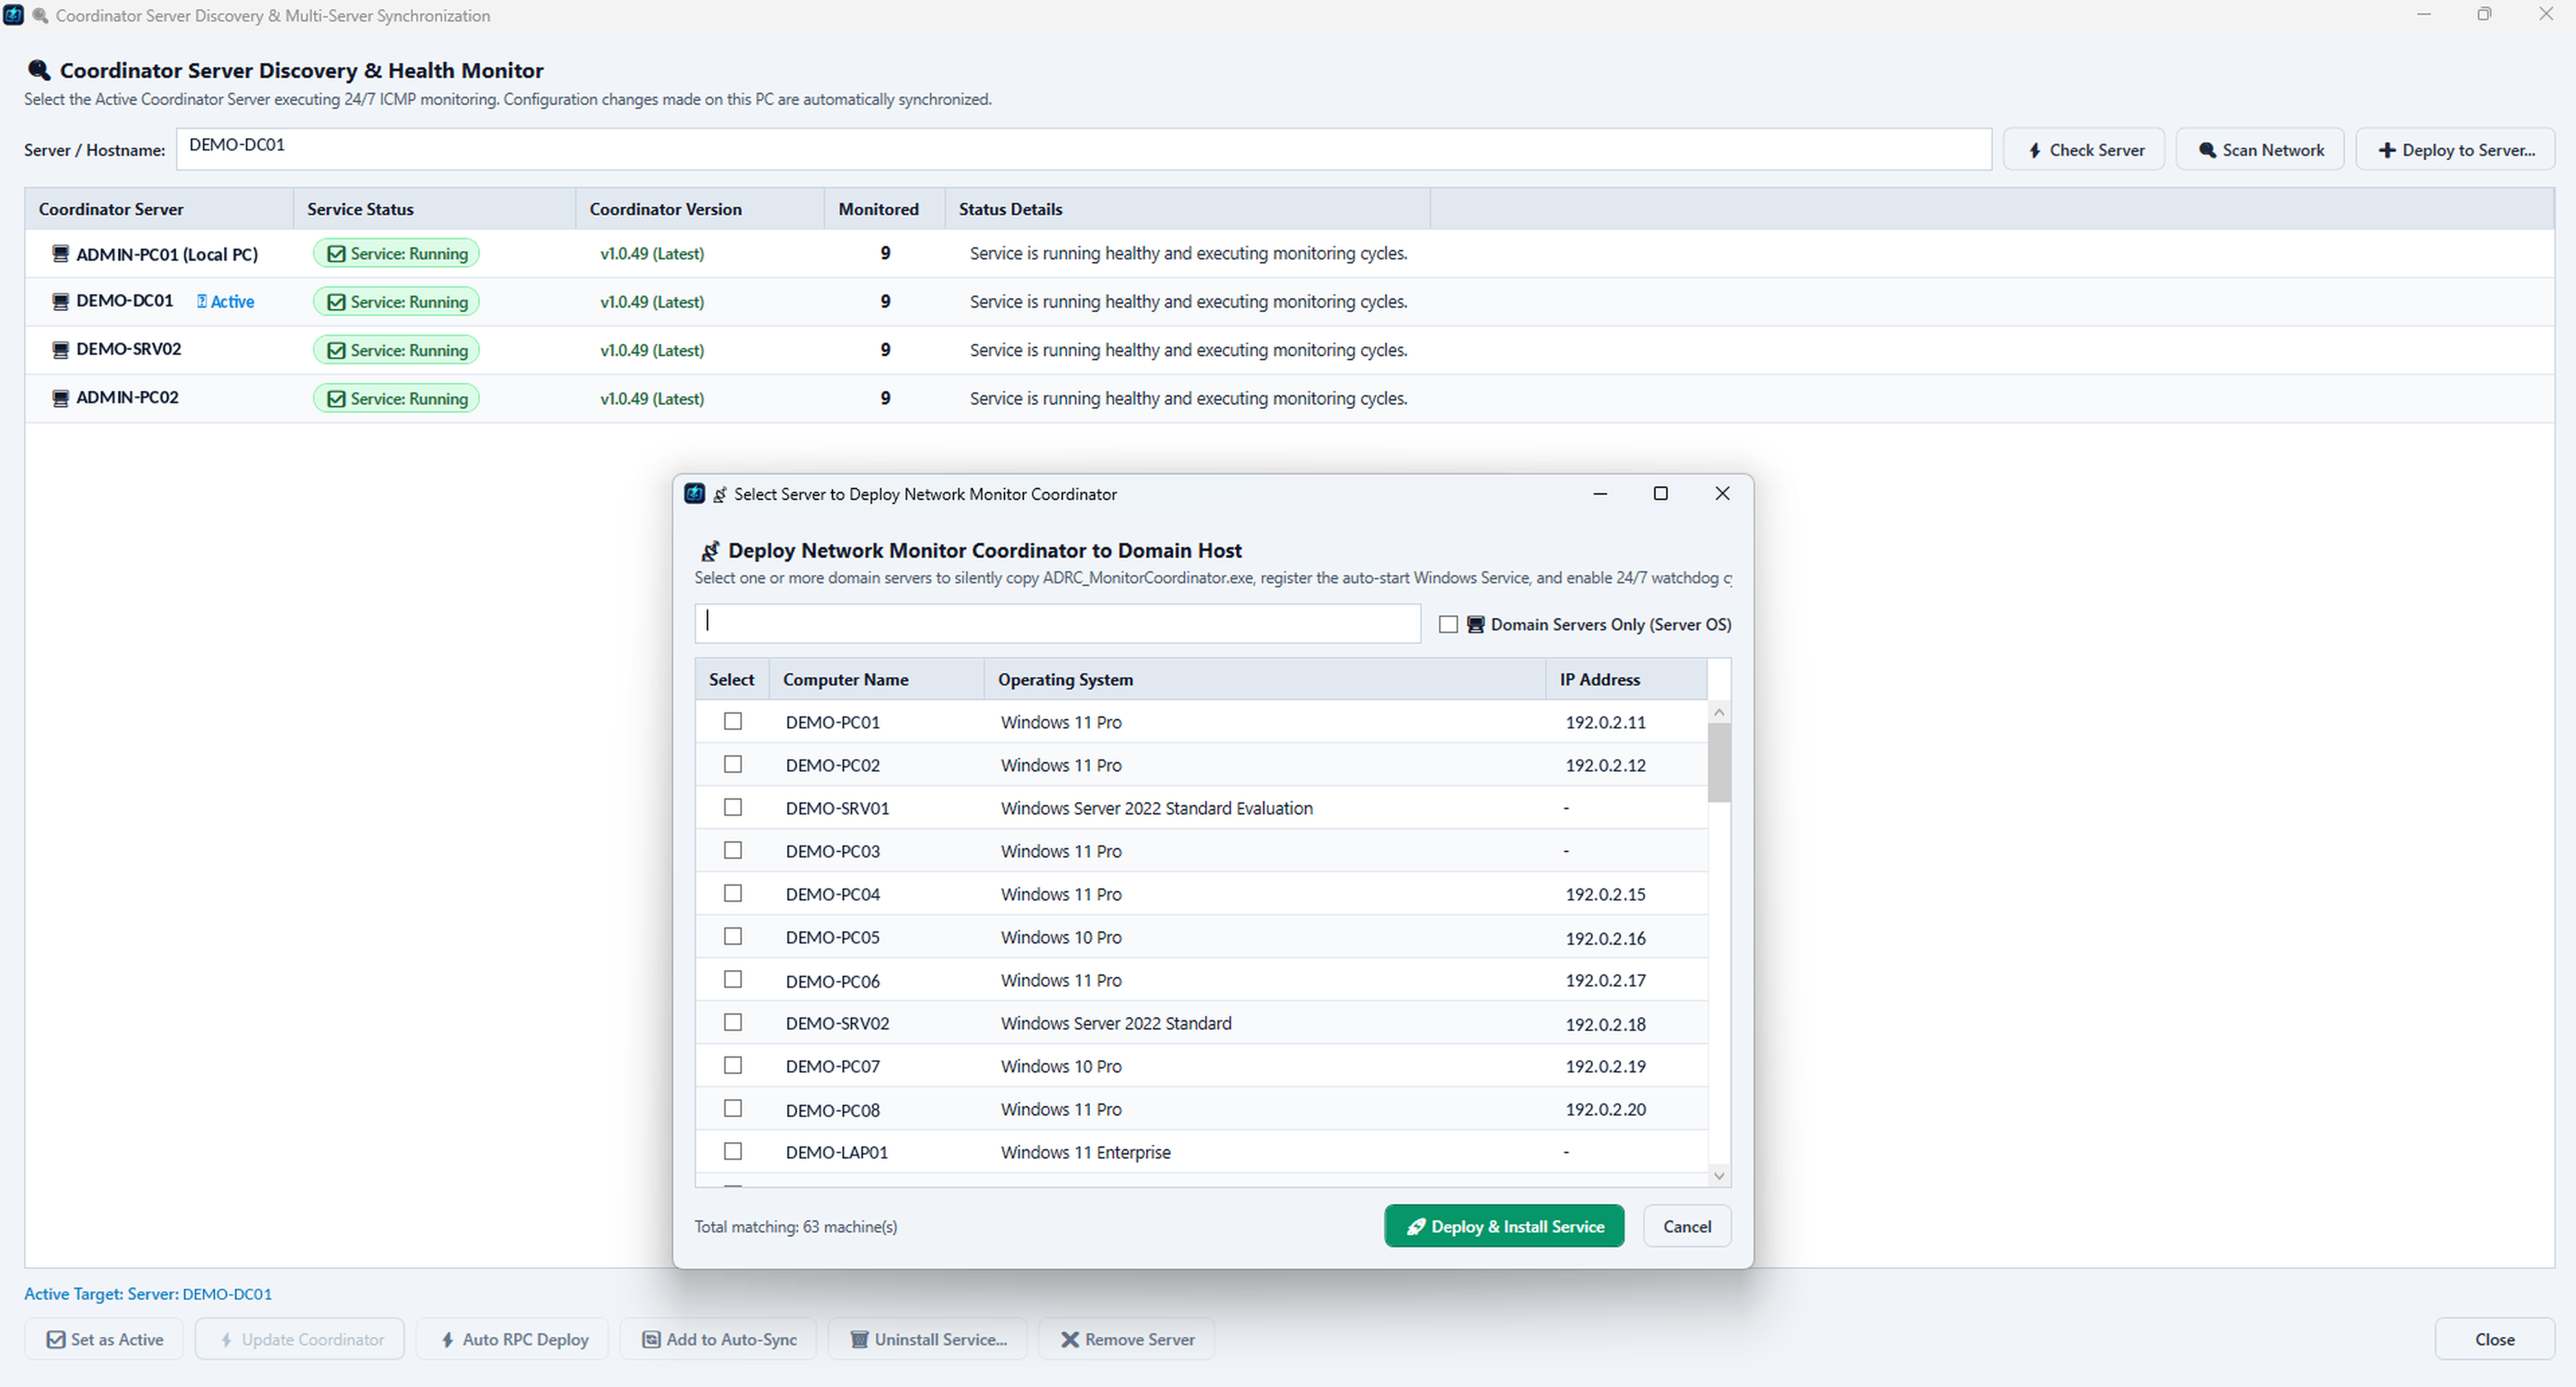 Coordinator Server Discovery & Multi-Server Synchronization
Coordinator Server Discovery & Health Monitor
Select the Active Coordinator Server executing 24/7 ICMP monitoring. Configuration changes made on this PC are automatically synchronized.
Server / Hostname: DEMO-DC01 Check Server Scan Network Deploy to Server...
Coordinator Server Service Status Coordinator Version Monitored Status Details
ADMIN-PC01 (Local PC) Service: Running v1.0.49 (Latest) 9 Service is running healthy and executing monitoring cycles.
DEMO-DC01 Active Service: Running v1.0.49 (Latest) 9 Service is running healthy and executing monitoring cycles.
DEMO-SRV02 Service: Running v1.0.49 (Latest) 9 Service is running healthy and executing monitoring cycles.
ADMIN-PC02 Service: Running v1.0.49 (Latest) 9 Service is running healthy and executing monitoring cycles.
Select Server to Deploy Network Monitor Coordinator
Deploy Network Monitor Coordinator to Domain Host
Select one or more domain servers to silently copy ADRC_MonitorCoordinator.exe, register the auto-start Windows Service, and enable 24/7 watchdog
Domain Servers Only (Server OS)
Select Computer Name Operating System IP Address
DEMO-PC01 Windows 11 Pro 192.0.2.11
DEMO-PC02 Windows 11 Pro 192.0.2.12
DEMO-SRV01 Windows Server 2022 Standard Evaluation -
DEMO-PC03 Windows 11 Pro -
DEMO-PC04 Windows 11 Pro 192.0.2.15
DEMO-PC05 Windows 10 Pro 192.0.2.16
DEMO-PC06 Windows 11 Pro 192.0.2.17
DEMO-SRV02 Windows Server 2022 Standard 192.0.2.18
DEMO-PC07 Windows 10 Pro 192.0.2.19
DEMO-PC08 Windows 11 Pro 192.0.2.20
DEMO-LAP01 Windows 11 Enterprise -
Total matching: 63 machine(s) Deploy & Install Service Cancel
Active Target: Server: DEMO-DC01
Set as Active Update Coordinator Auto RPC Deploy Add to Auto-Sync Uninstall Service... Remove Server Close